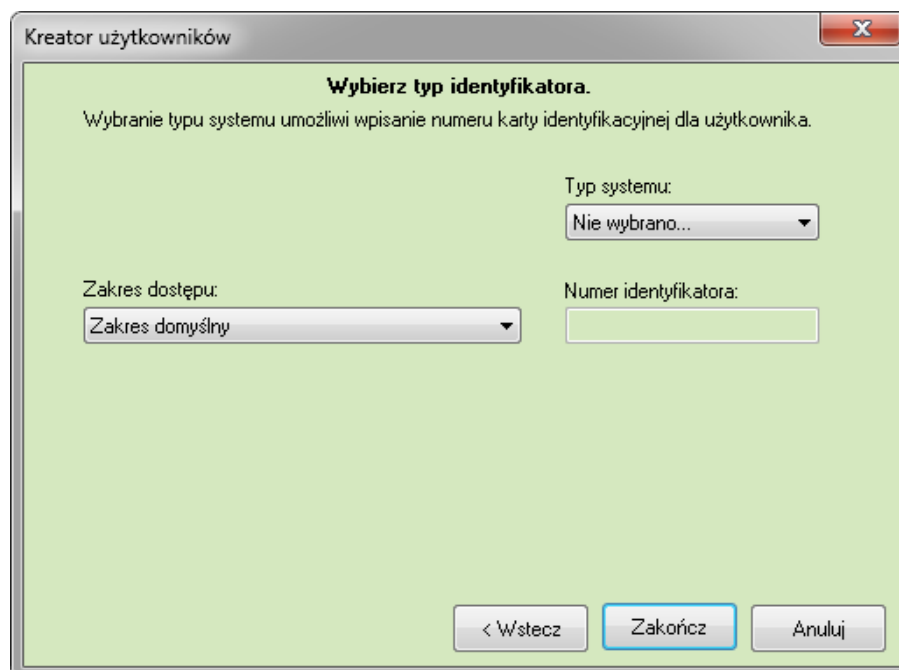 Kreator użytkowników
Wybierz typ identyfikatora.
Wybranie typu systemu umożliwi wpisanie numeru karty identyfikacyjnej dla użytkownika.
Typ systemu:
Nie wybrano...
Zakres dostępu:
Numer identyfikatora:
Zakres domyślny
< Wstecz
Zakończ
Anuluj